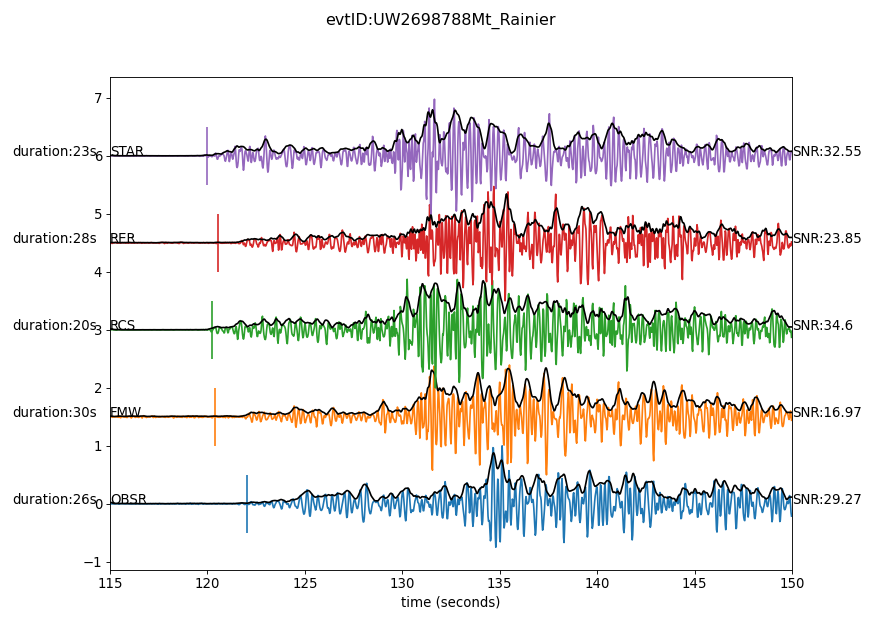 evtID:UW2698788Mt_Rainier
7
duration:23s 6 STAR SNR:32.55
5
duration:28s RER SNR:23.85
4
duration:20s 3 RCS SNR:34.6
2
duration:30s FMW SNR:16.97
1
duration:26s 0 OBSR SNR:29.27
−1
115 120 125 130 135 140 145 150
time (seconds)